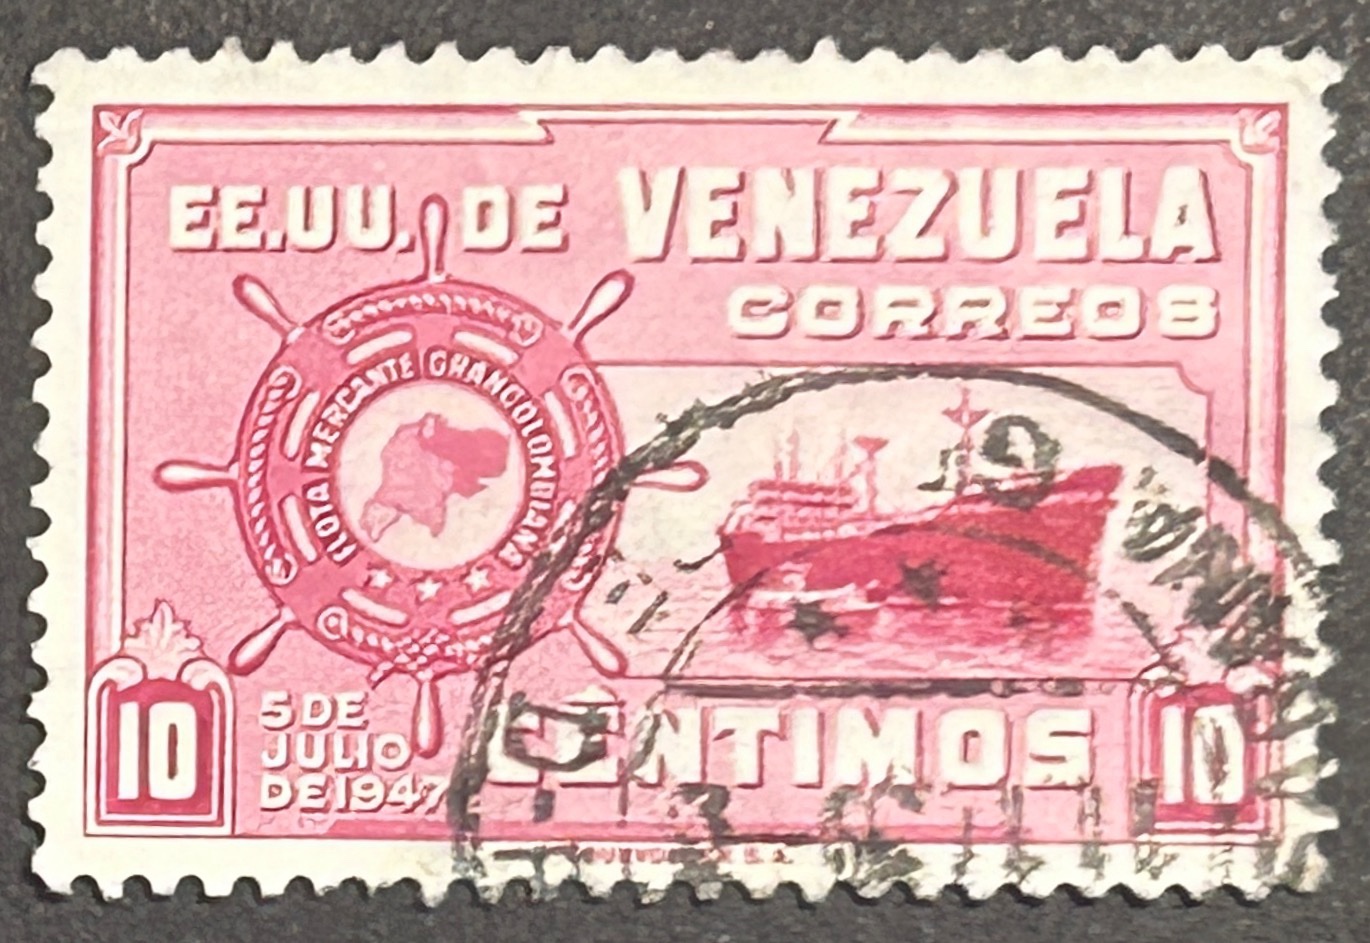 EE.UU. DE VENEZUELA
CORREOS
FLOTA MERCANTE GRANCOLOMBIANA
10
5 DE
JULIO
DE 1947
CENTIMOS
10